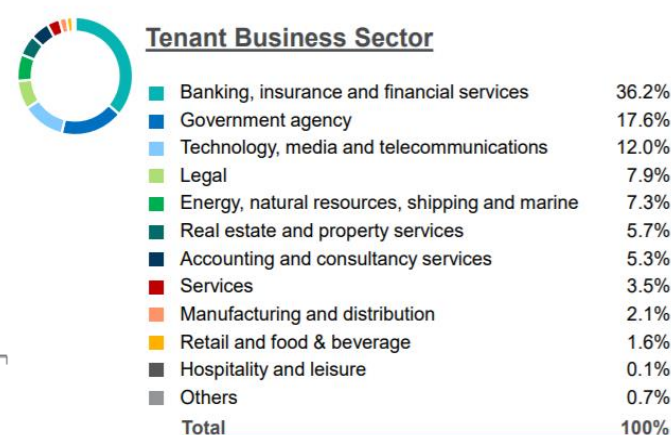 Tenant Business Sector
Banking, insurance and financial services 36.2%
Government agency 17.6%
Technology, media and telecommunications 12.0%
Legal 7.9%
Energy, natural resources, shipping and marine 7.3%
Real estate and property services 5.7%
Accounting and consultancy services 5.3%
Services 3.5%
Manufacturing and distribution 2.1%
Retail and food & beverage 1.6%
Hospitality and leisure 0.1%
Others 0.7%
Total 100%